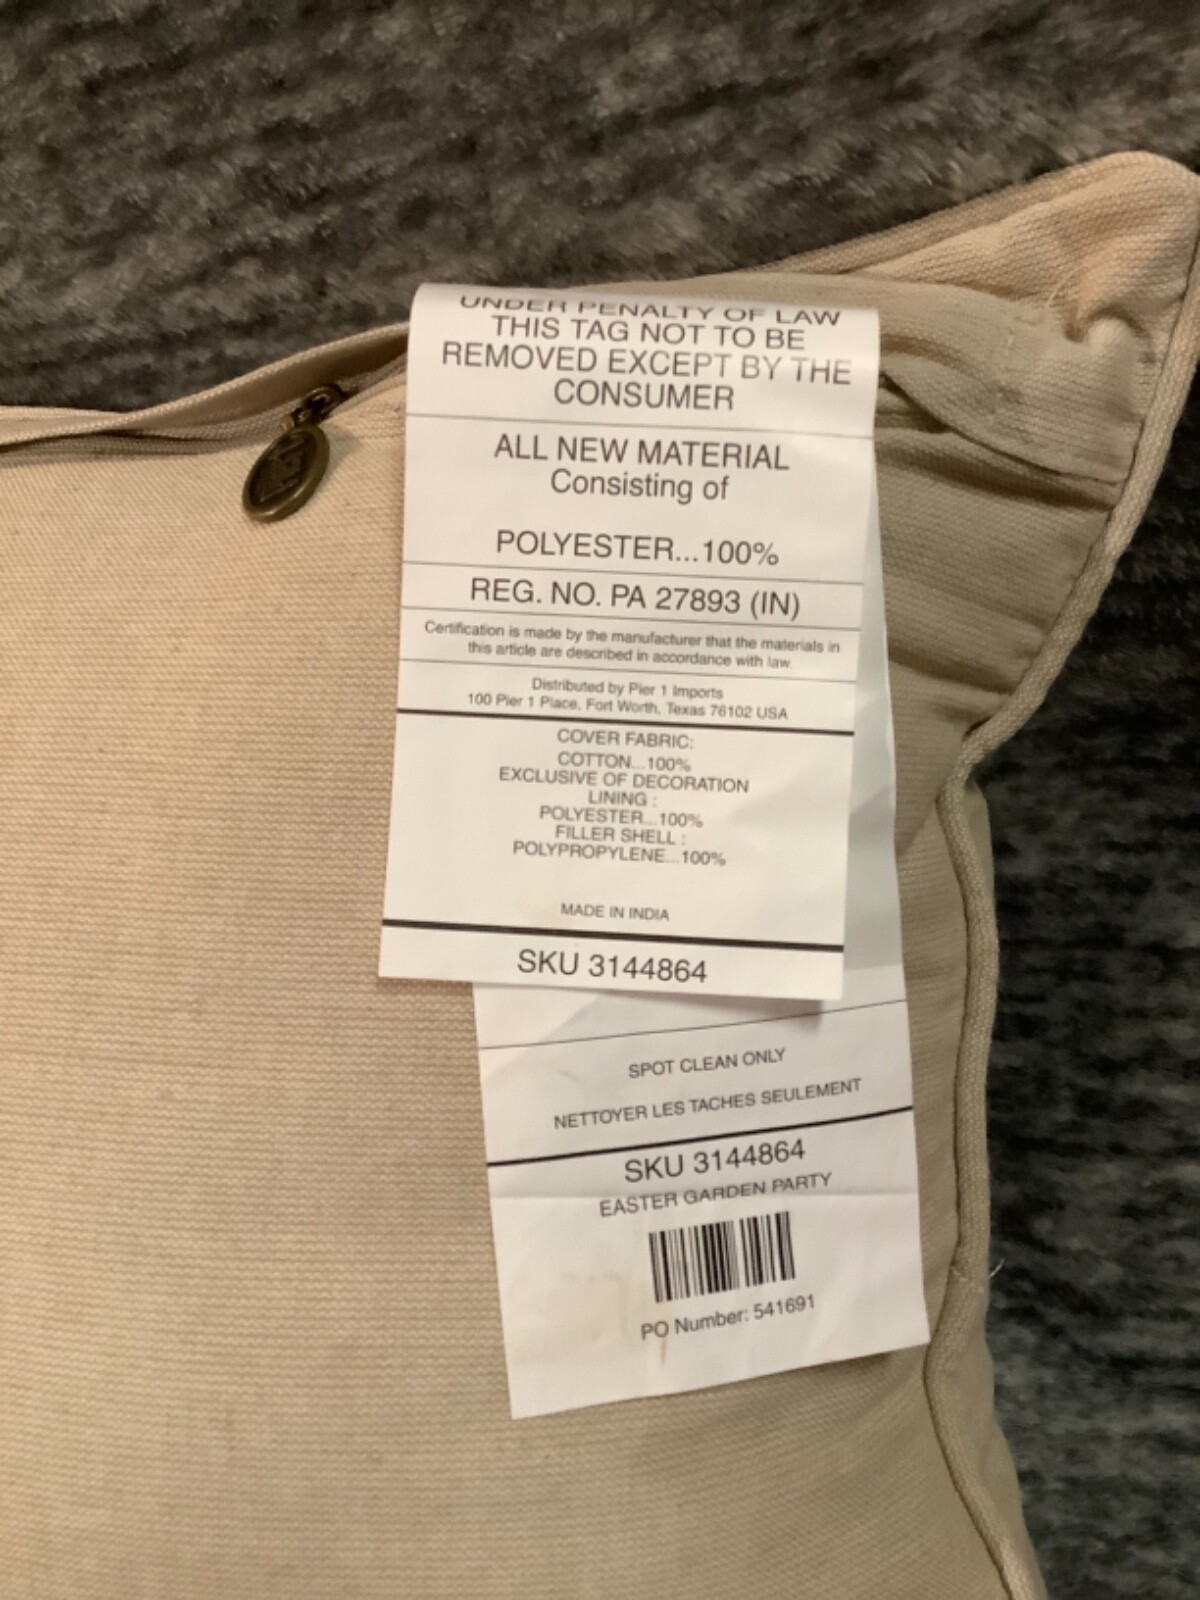 UNDER PENALTY OF LAW
THIS TAG NOT TO BE
REMOVED EXCEPT BY THE
CONSUMER
ALL NEW MATERIAL
Consisting of
POLYESTER...100%
REG. NO. PA 27893 (IN)
Certification is made by the manufacturer that the materials in
this article are described in accordance with law.
Distributed by Pier 1 Imports
100 Pier 1 Place, Fort Worth, Texas 76102 USA
COVER FABRIC:
COTTON...100%
EXCLUSIVE OF DECORATION
LINING :
POLYESTER...100%
FILLER SHELL :
POLYPROPYLENE...100%
MADE IN INDIA
SKU 3144864
SPOT CLEAN ONLY
NETTOYER LES TACHES SEULEMENT
SKU 3144864
EASTER GARDEN PARTY
PO Number: 541691